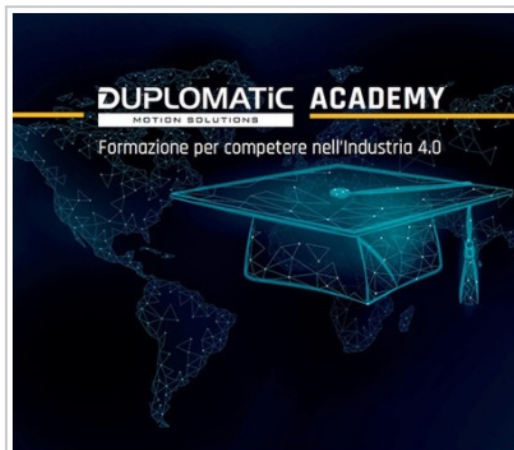 DUPLOMATiC ACADEMY
MOTION SOLUTIONS
Formazione per competere nell'Industria 4.0